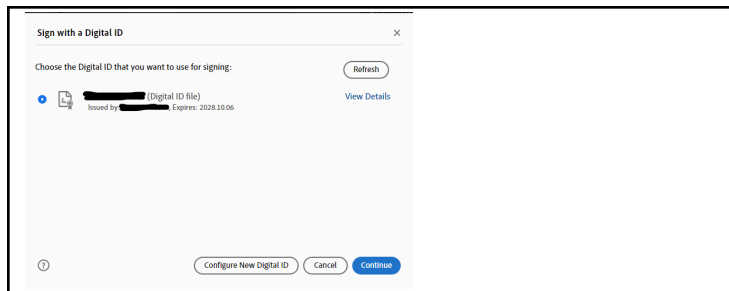 Sign with a Digital ID
Choose the Digital ID that you want to use for signing:
Refresh
(Digital ID file)
View Details
Issued by: , Expires: 2028.10.06
Configure New Digital ID
Cancel
Continue